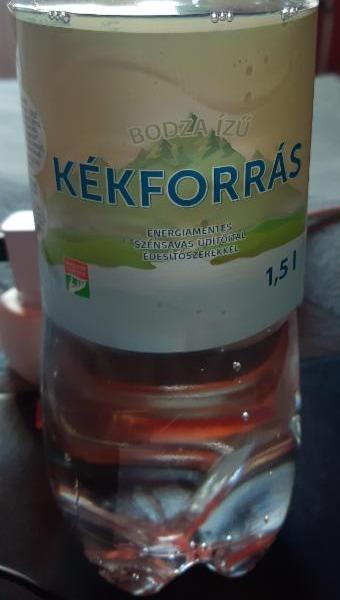 BODZA ÍZŰ
KÉKFORRÁS
ENERGIAMENTES
SZÉNSAVAS ÜDÍTŐITAL
ÉDESÍTŐSZEREKKEL
1,5 l